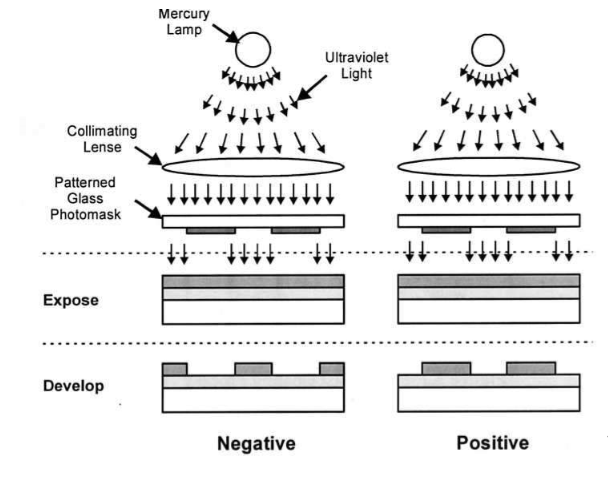 Mercury
Lamp
Ultraviolet
Light
Collimating
Lense
Patterned
Glass
Photomask
Expose
Develop
Negative
Positive